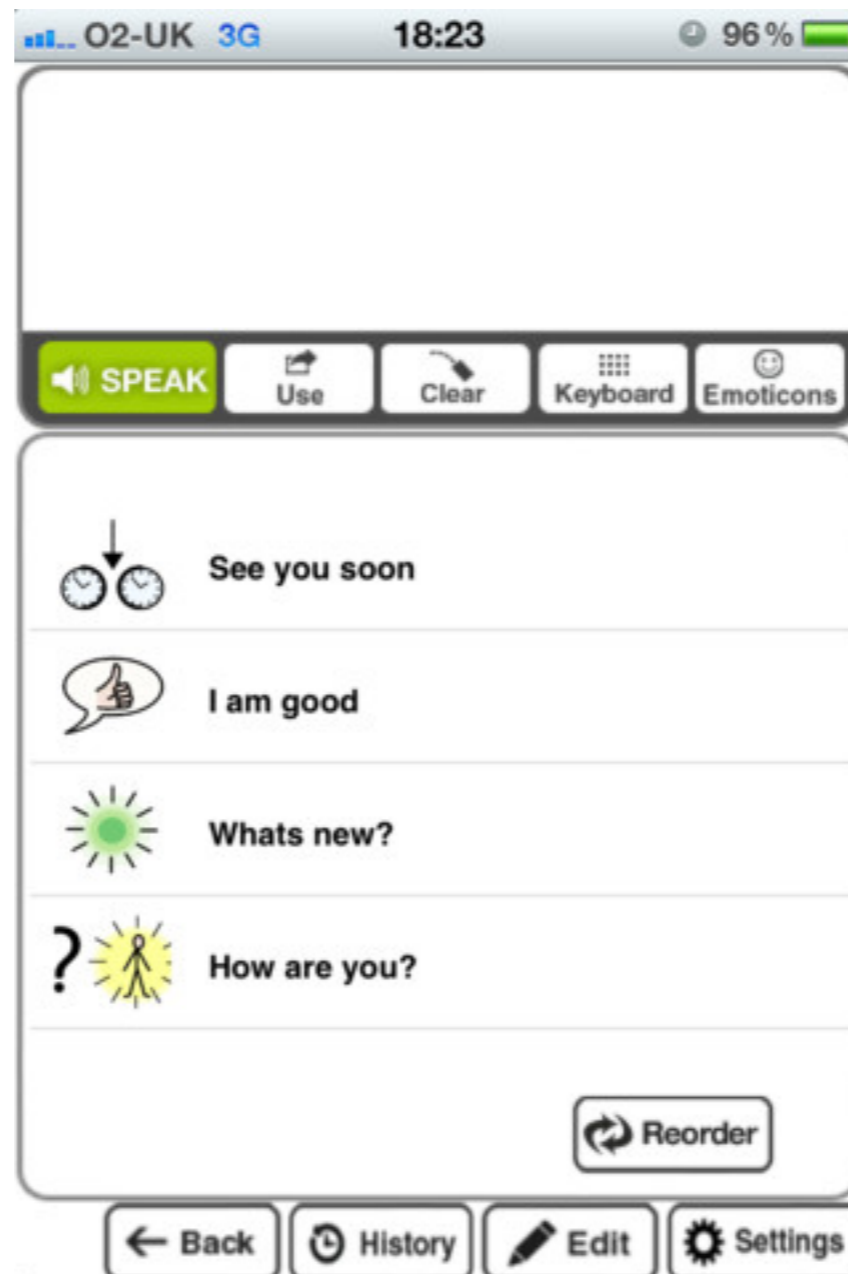 O2-UK 3G 18:23 96%
SPEAK Use Clear Keyboard Emoticons
See you soon
I am good
Whats new?
? How are you?
Reorder
Back History Edit Settings